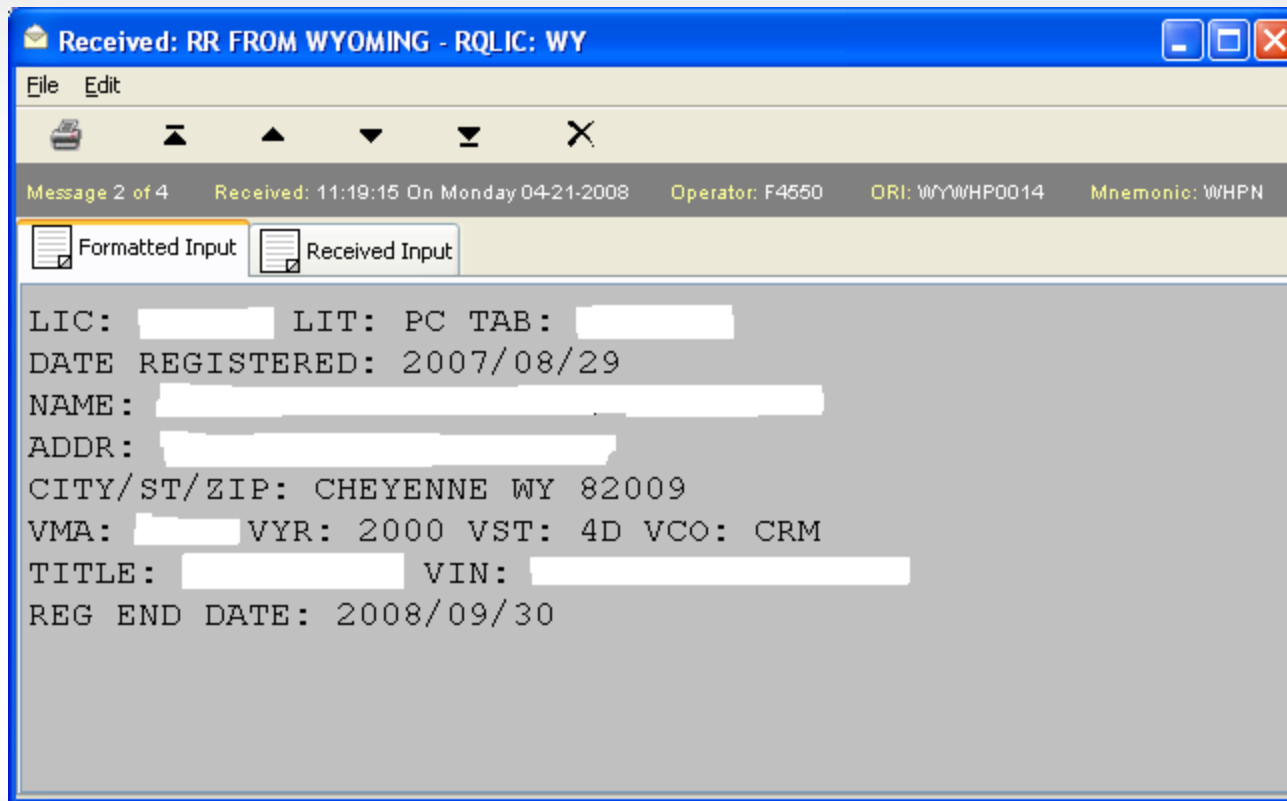 Received: RR FROM WYOMING - RQLIC: WY
File Edit
Message 2 of 4 Received: 11:19:15 On Monday 04-21-2008 Operator: F4550 ORI: WYWHP0014 Mnemonic: WHPN
Formatted Input Received Input
LIC: LIT: PC TAB:
DATE REGISTERED: 2007/08/29
NAME:
ADDR:
CITY/ST/ZIP: CHEYENNE WY 82009
VMA: VYR: 2000 VST: 4D VCO: CRM
TITLE: VIN:
REG END DATE: 2008/09/30